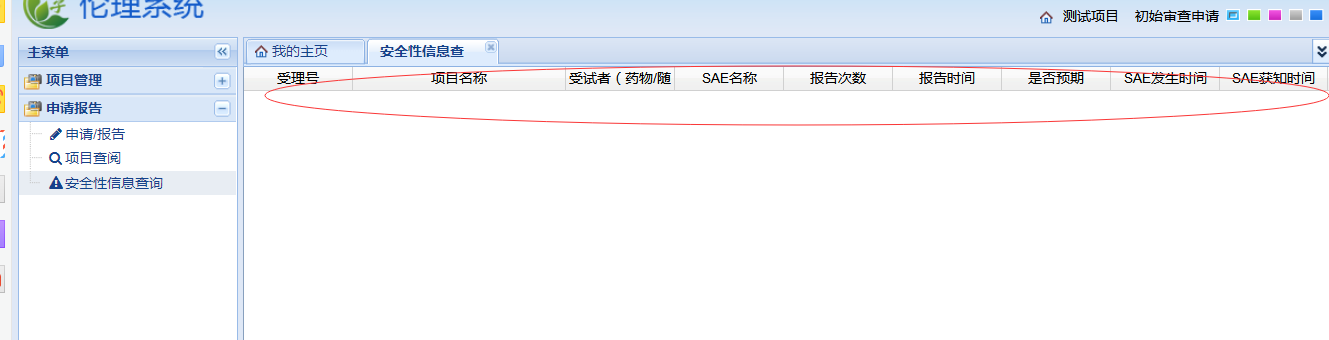 伦理系统
测试项目 初始审查申请
主菜单
我的主页 安全性信息查
项目管理
申请报告
申请/报告
项目查阅
安全性信息查询
受理号 项目名称 受试者（药物/随 SAE名称 报告次数 报告时间 是否预期 SAE发生时间 SAE获知时间